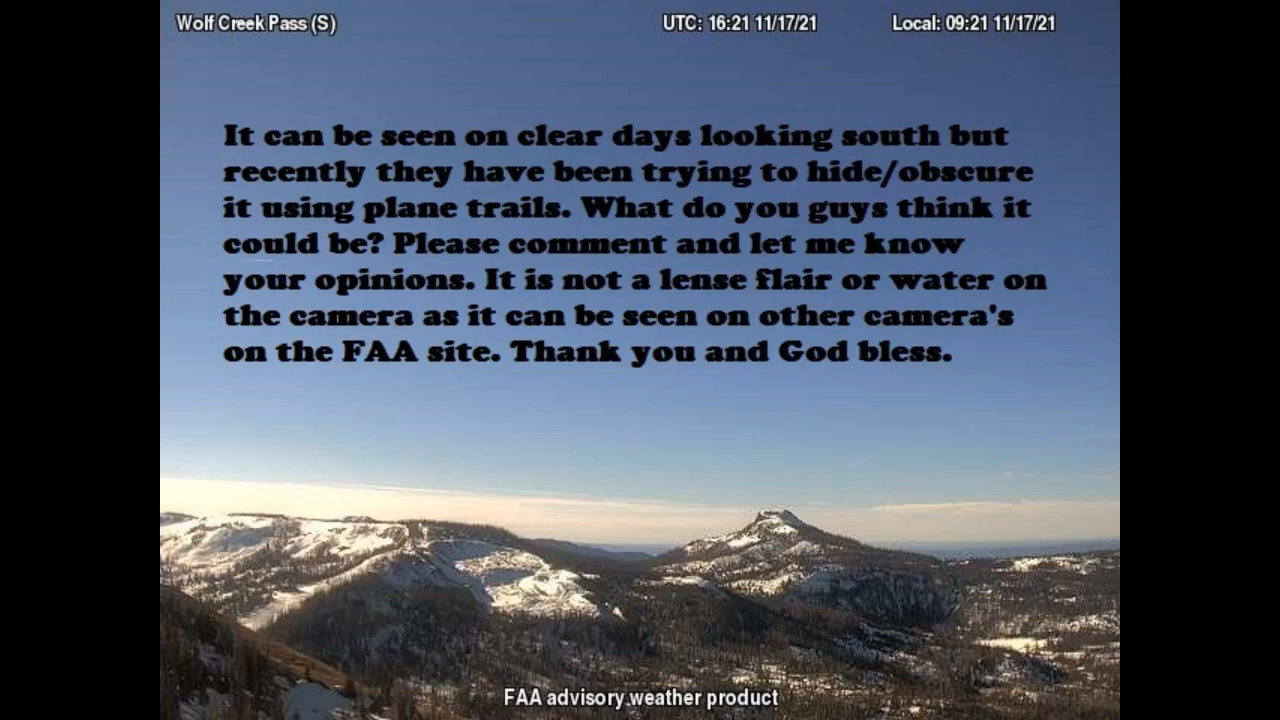 Wolf Creek Pass (S) UTC: 16:21 11/17/21 Local: 09:21 11/17/21
It can be seen on clear days looking south but
recently they have been trying to hide/obscure
it using plane trails. What do you guys think it
could be? Please comment and let me know
your opinions. It is not a lense flair or water on
the camera as it can be seen on other camera's
on the FAA site. Thank you and God bless.
FAA advisory weather product